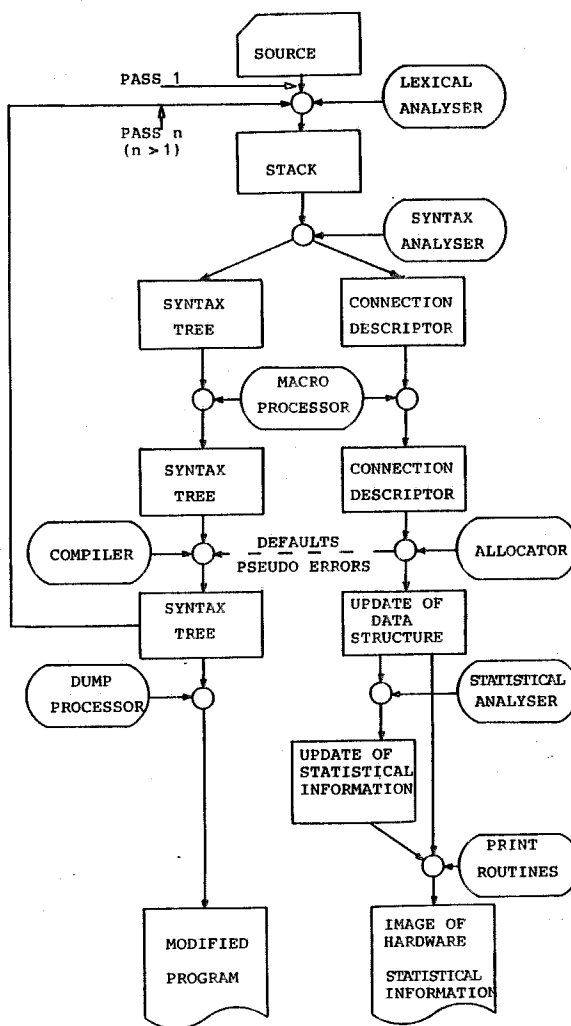 SOURCE
PASS 1
LEXICAL
ANALYSER
PASS n
(n > 1)
STACK
SYNTAX
ANALYSER
SYNTAX
TREE
CONNECTION
DESCRIPTOR
MACRO
PROCESSOR
SYNTAX
TREE
CONNECTION
DESCRIPTOR
COMPILER
DEFAULTS
PSEUDO ERRORS
ALLOCATOR
SYNTAX
TREE
UPDATE OF
DATA
STRUCTURE
DUMP
PROCESSOR
STATISTICAL
ANALYSER
UPDATE OF
STATISTICAL
INFORMATION
PRINT
ROUTINES
MODIFIED
PROGRAM
IMAGE OF
HARDWARE
STATISTICAL
INFORMATION